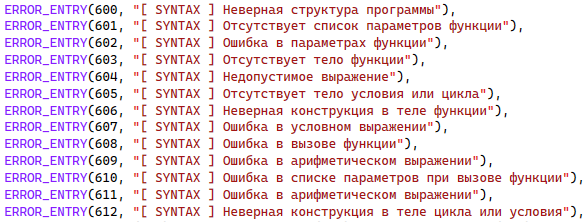 ERROR_ENTRY(600, "[ SYNTAX ] Неверная структура программы"),
ERROR_ENTRY(601, "[ SYNTAX ] Отсутствует список параметров функции"),
ERROR_ENTRY(602, "[ SYNTAX ] Ошибка в параметрах функции"),
ERROR_ENTRY(603, "[ SYNTAX ] Отсутствует тело функции"),
ERROR_ENTRY(604, "[ SYNTAX ] Недопустимое выражение"),
ERROR_ENTRY(605, "[ SYNTAX ] Отсутствует тело условия или цикла"),
ERROR_ENTRY(606, "[ SYNTAX ] Неверная конструкция в теле функции"),
ERROR_ENTRY(607, "[ SYNTAX ] Ошибка в условном выражении"),
ERROR_ENTRY(608, "[ SYNTAX ] Ошибка в вызове функции"),
ERROR_ENTRY(609, "[ SYNTAX ] Ошибка в арифметическом выражении"),
ERROR_ENTRY(610, "[ SYNTAX ] Ошибка в списке параметров при вызове функции"),
ERROR_ENTRY(611, "[ SYNTAX ] Ошибка в арифметическом выражении"),
ERROR_ENTRY(612, "[ SYNTAX ] Неверная конструкция в теле цикла или условия"),